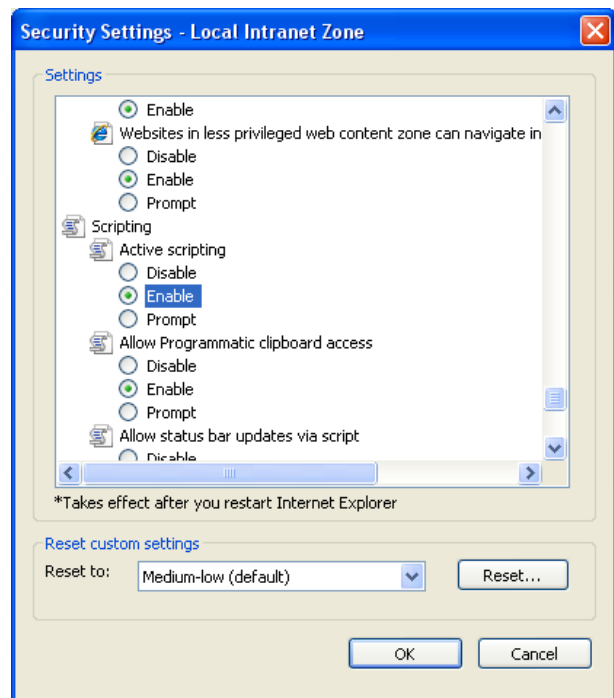 Security Settings - Local Intranet Zone
Settings
Enable
Websites in less privileged web content zone can navigate in
Disable
Enable
Prompt
Scripting
Active scripting
Disable
Enable
Prompt
Allow Programmatic clipboard access
Disable
Enable
Prompt
Allow status bar updates via script
Disable
*Takes effect after you restart Internet Explorer
Reset custom settings
Reset to: Medium-low (default) Reset...
OK Cancel